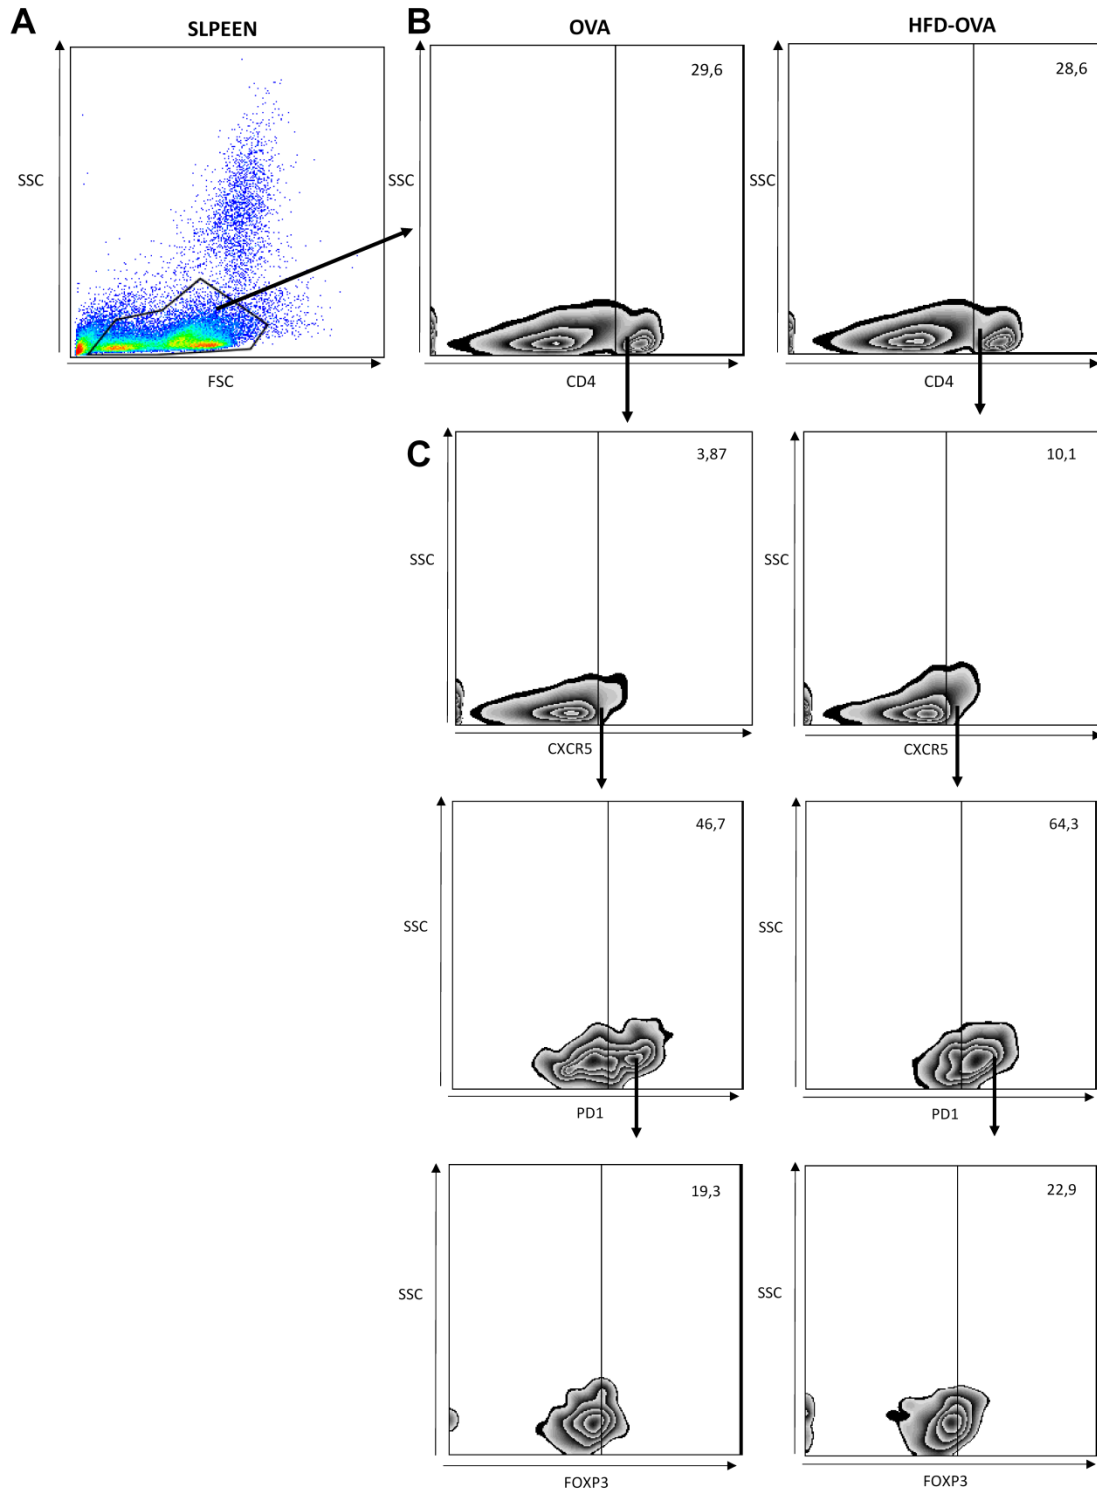 A
SLPEEN
B
OVA
HFD-OVA
SSC
FSC
29,6
SSC
CD4
28,6
SSC
CD4
C
3,87
SSC
CXCR5
10,1
SSC
CXCR5
46,7
SSC
PD1
64,3
SSC
PD1
19,3
SSC
FOXP3
22,9
SSC
FOXP3